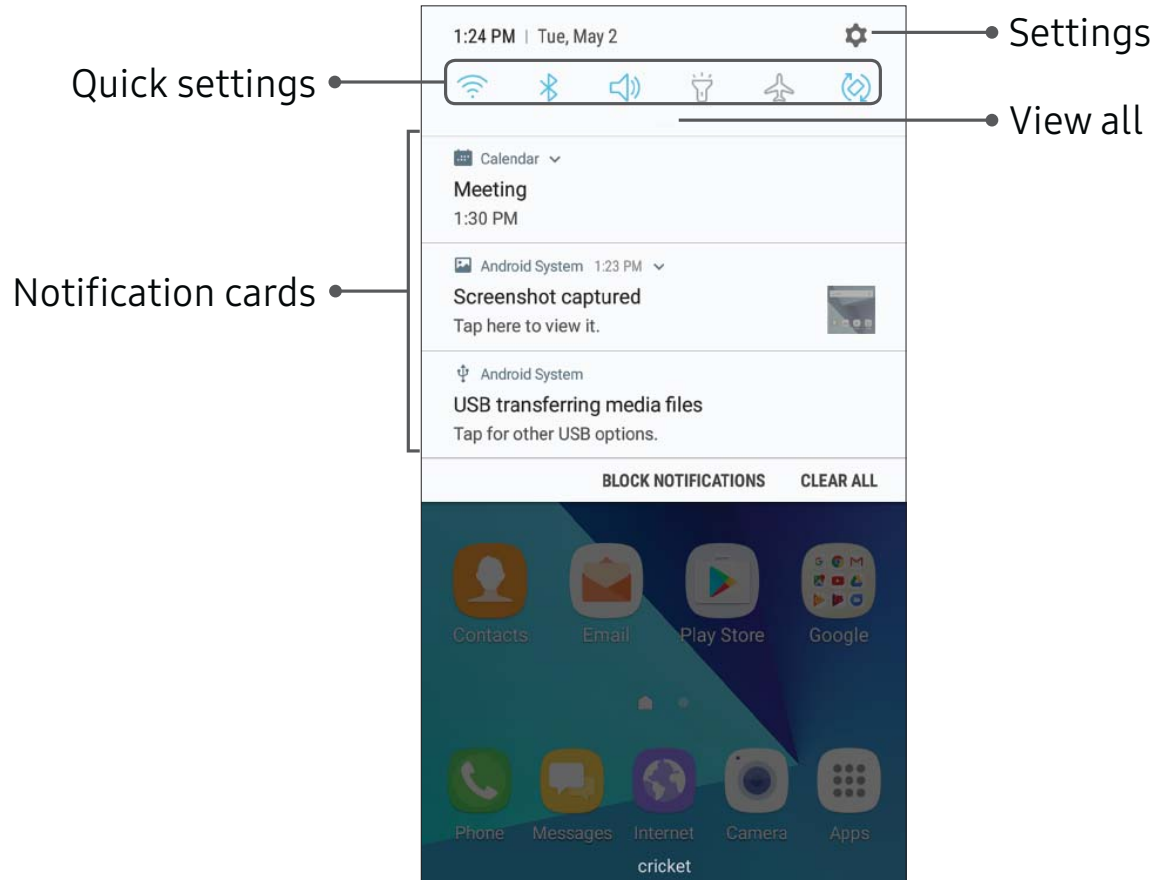 1:24 PM | Tue, May 2
Settings
Quick settings
View all
Calendar
Meeting
1:30 PM
Notification cards
Android System 1:23 PM
Screenshot captured
Tap here to view it.
Android System
USB transferring media files
Tap for other USB options.
BLOCK NOTIFICATIONS CLEAR ALL
Contacts Email Play Store Google
Phone Messages Internet Camera Apps
cricket